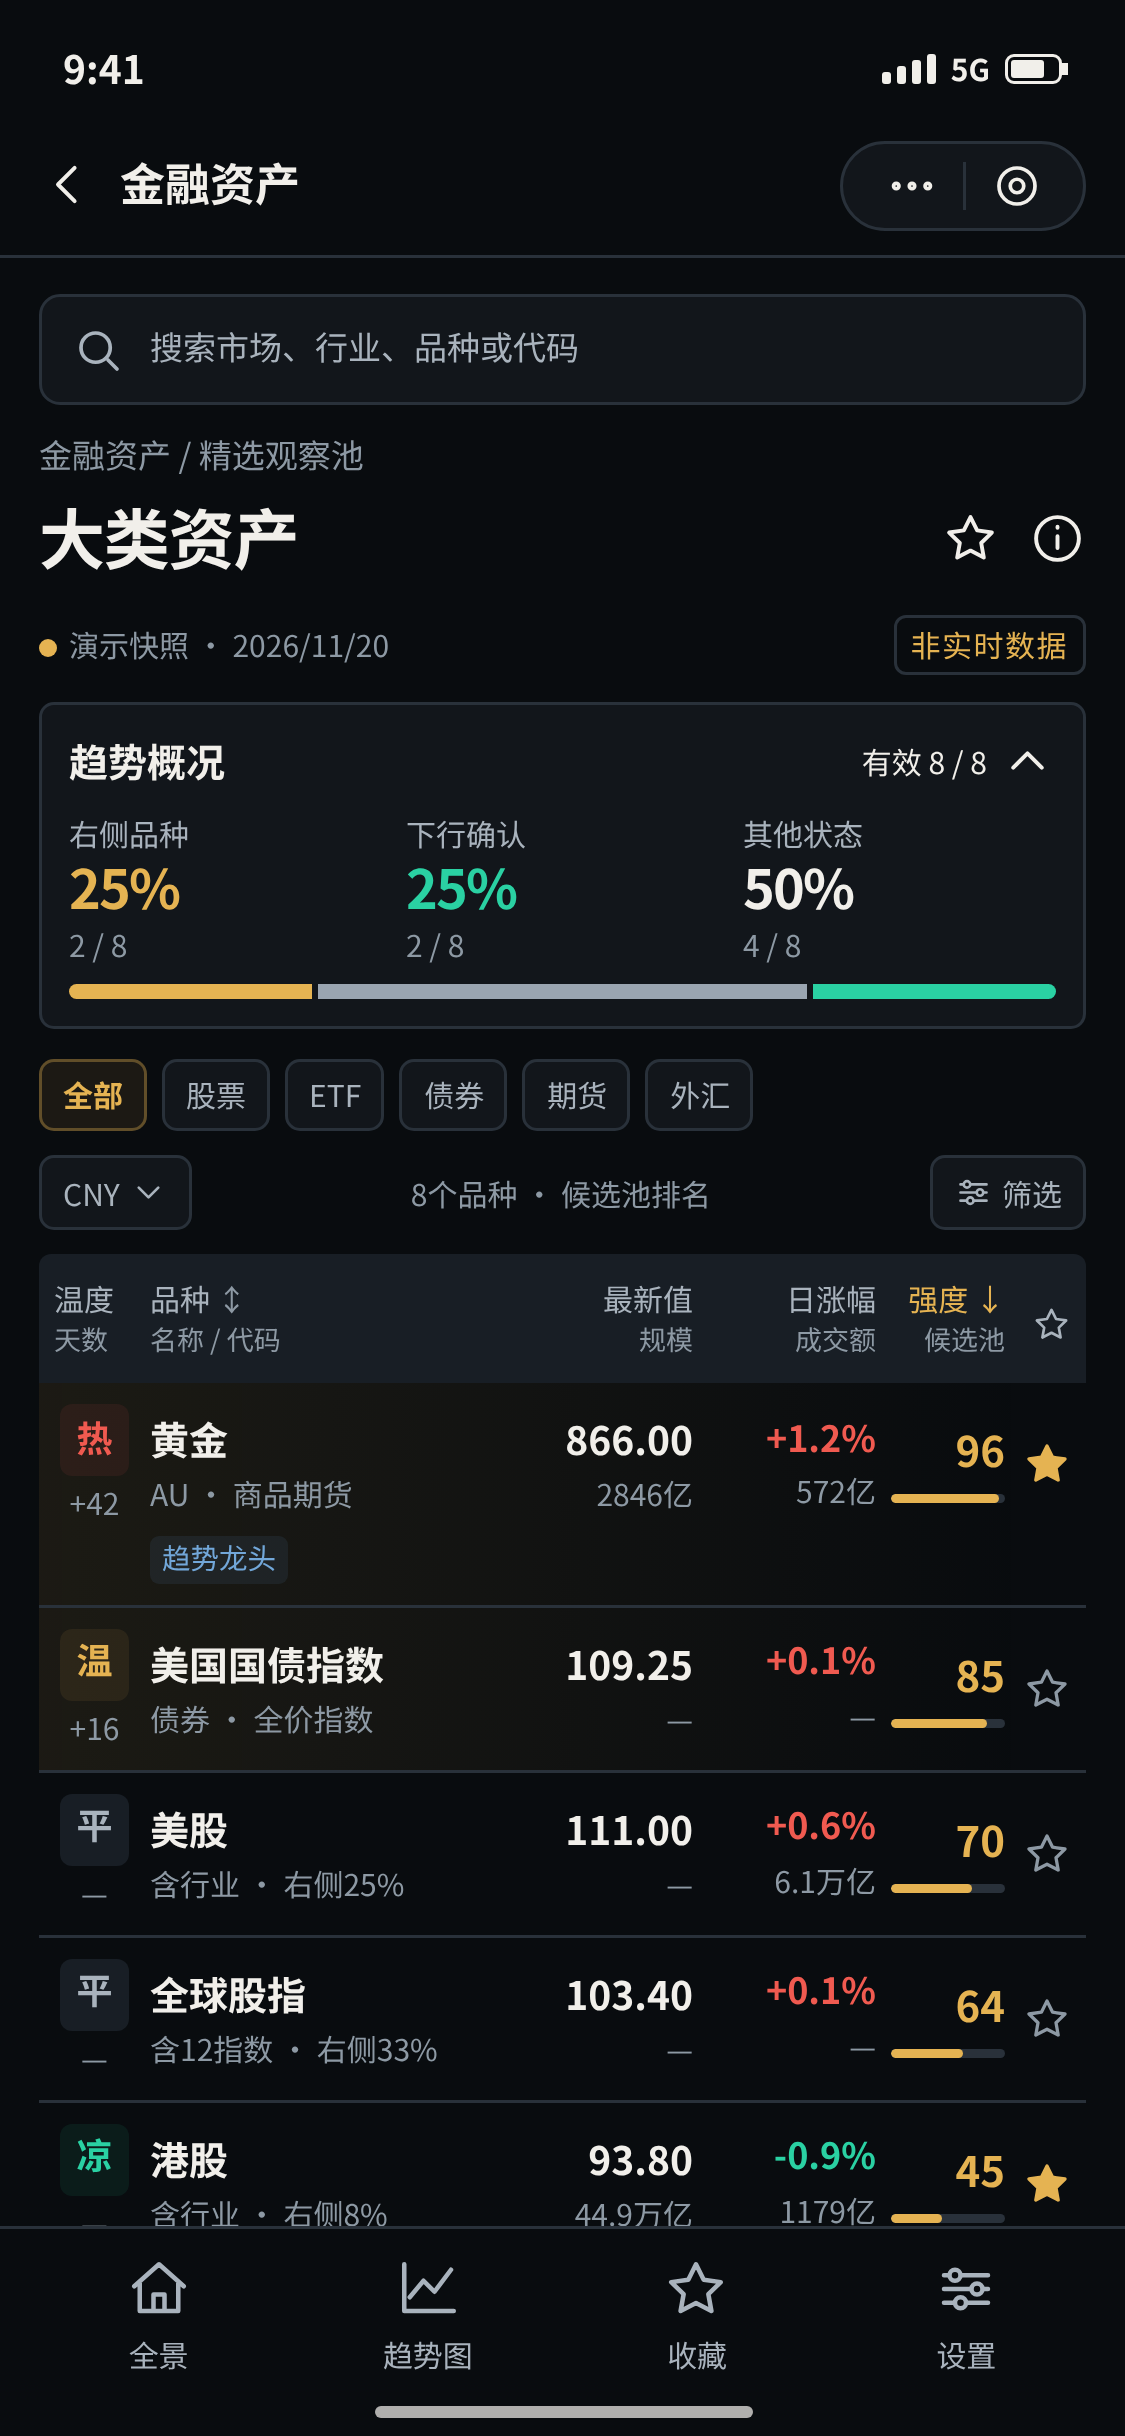 9:41 5G
金融资产
搜索市场、行业、品种或代码
金融资产 / 精选观察池
大类资产
演示快照 · 2026/11/20 非实时数据
趋势概况 有效 8 / 8
右侧品种 下行确认 其他状态
25% 25% 50%
2 / 8 2 / 8 4 / 8
全部 股票 ETF 债券 期货 外汇
CNY 8个品种 · 候选池排名 筛选
温度 品种 ↕ 最新值 日涨幅 强度 ↓
天数 名称 / 代码 规模 成交额 候选池
热 黄金 866.00 +1.2% 96
+42 AU · 商品期货 2846亿 572亿
趋势龙头
温 美国国债指数 109.25 +0.1% 85
+16 债券 · 全价指数 — —
平 美股 111.00 +0.6% 70
— 含行业 · 右侧25% — 6.1万亿
平 全球股指 103.40 +0.1% 64
— 含12指数 · 右侧33% — —
凉 港股 93.80 -0.9% 45
— 含行业 · 右侧8% 44.9万亿 1179亿
全景 趋势图 收藏 设置